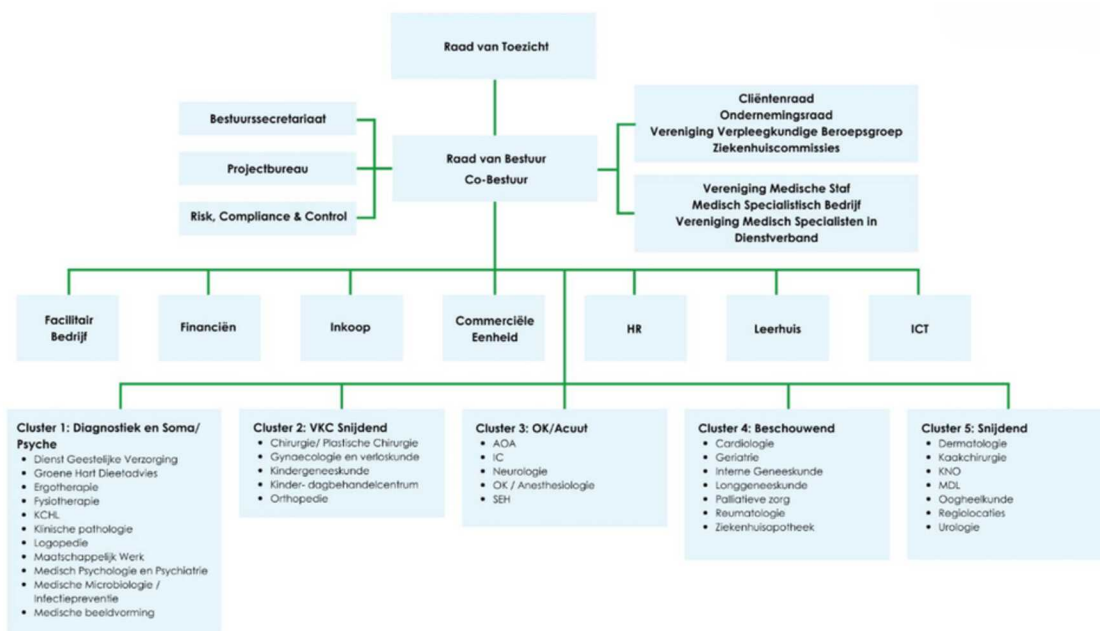 Raad van Toezicht
Bestuurssecretariaat
Projectbureau
Risk, Compliance & Control
Raad van Bestuur
Co-Bestuur
Cliëntenraad
Ondernemingsraad
Vereniging Verpleegkundige Beroepsgroep
Ziekenhuiscommissies
Vereniging Medische Staf
Medisch Specialistisch Bedrijf
Vereniging Medisch Specialisten in
Dienstverband
Facilitair
Bedrijf
Financiën
Inkoop
Commerciële
Eenheid
HR
Leerhuis
ICT
Cluster 1: Diagnostiek en Soma/
Psyche
• Dienst Geestelijke Verzorging
• Groene Hart Dieetadvies
• Ergotherapie
• Fysiotherapie
• KCHL
• Klinische pathologie
• Logopedie
• Maatschappelijk Werk
• Medisch Psychologie en Psychiatrie
• Medische Microbiologie /
Infectiepreventie
• Medische beeldvorming
Cluster 2: VKC Snijdend
• Chirurgie/ Plastische Chirurgie
• Gynaecologie en verloskunde
• Kindergeneeskunde
• Kinder- dagbehandelcentrum
• Orthopedie
Cluster 3: OK/Acuut
• AOA
• IC
• Neurologie
• OK / Anesthesiologie
• SEH
Cluster 4: Beschouwend
• Cardiologie
• Geriatrie
• Interne Geneeskunde
• Longgeneeskunde
• Palliatieve zorg
• Reumatologie
• Ziekenhuisapotheek
Cluster 5: Snijdend
• Dermatologie
• Kaakchirurgie
• KNO
• MDL
• Oogheelkunde
• Regiolocaties
• Urologie